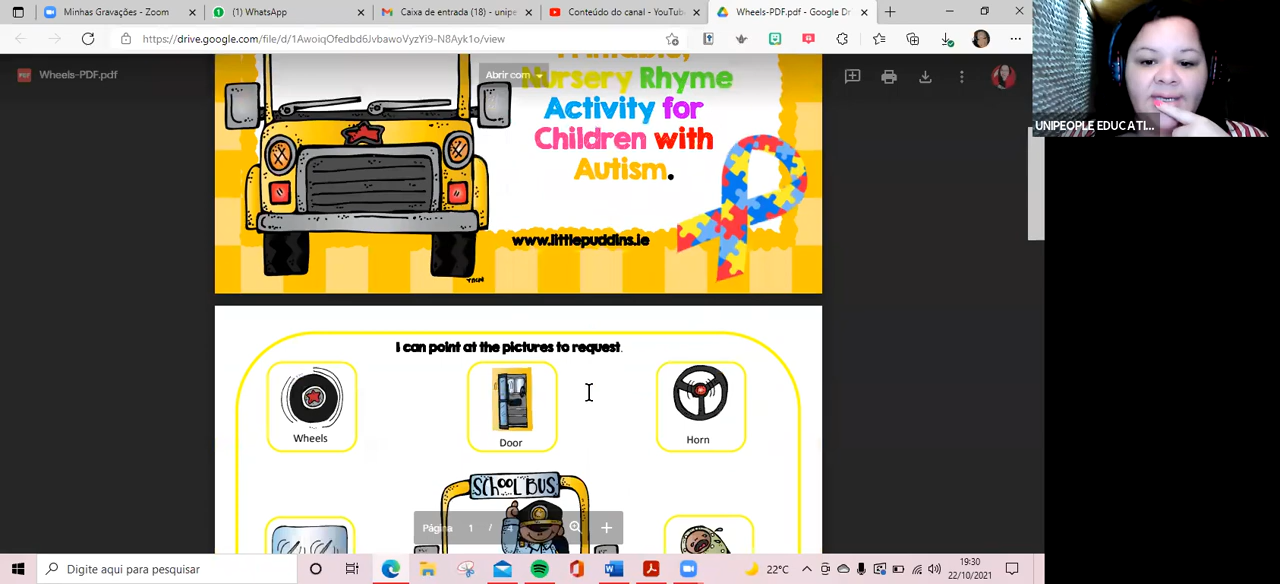 Minhas Gravações - Zoom
(1) WhatsApp
Caixa de entrada (18) - unipe
Conteúdo do canal - YouTub
Wheels-PDF.pdf - Google Dr
https://drive.google.com/file/d/1AwoiqOfedbd6JvbawoVyzYi9-N8Ayk1o/view
Wheels-PDF.pdf
Abrir com
UNIPEOPLE EDUCATI...
Nursery Rhyme
Activity for
Children with
Autism.
www.littlepuddins.ie
I can point at the pictures to request.
Wheels
Door
Horn
SCHOOL BUS
Página 1 / 4
Digite aqui para pesquisar
22°C
19:30
22/10/2021